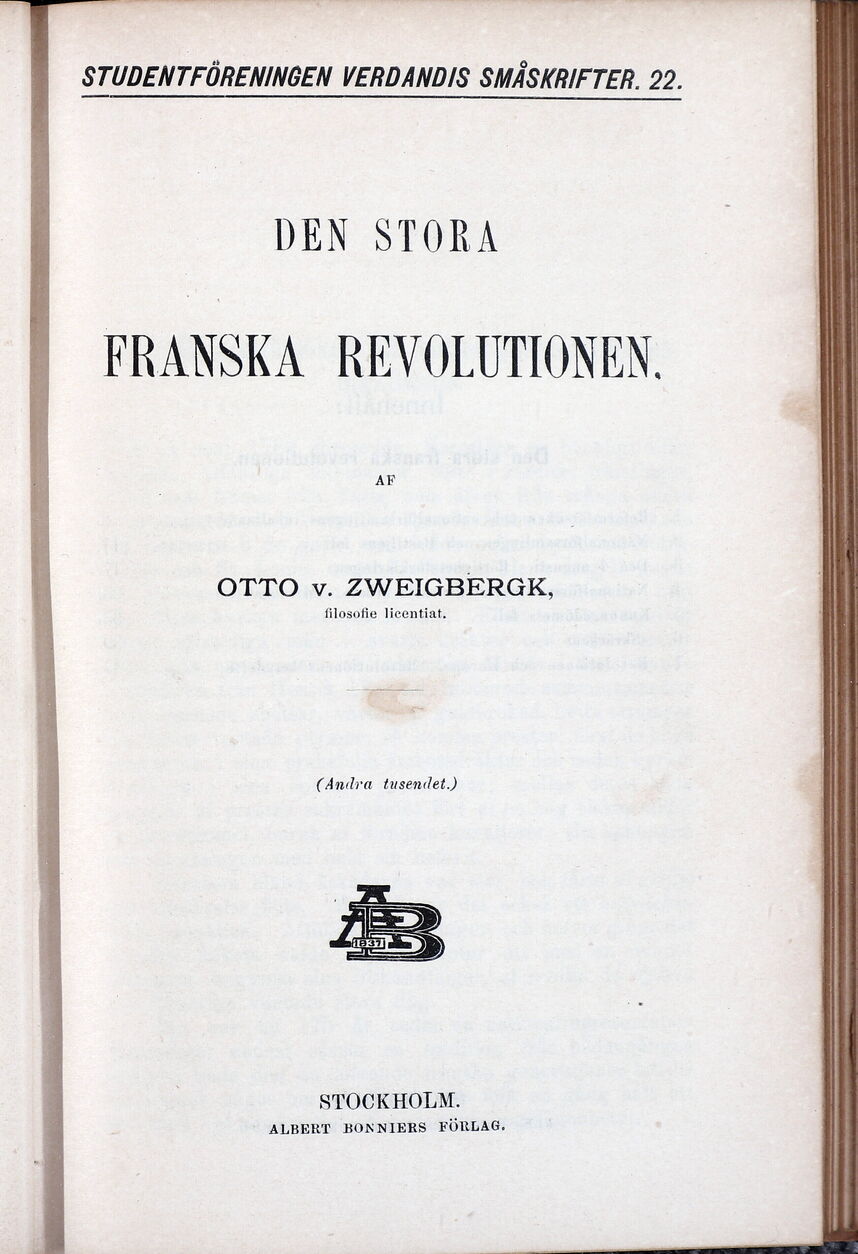 STUDENTFÖRENINGEN VERDANDIS SMÅSKRIFTER. 22.
DEN STORA
FRANSKA REVOLUTIONEN.
AF
OTTO v. ZWEIGBERGK,
filosofie licentiat.
(Andra tusendet.)
AB
1837
STOCKHOLM.
ALBERT BONNIERS FÖRLAG.